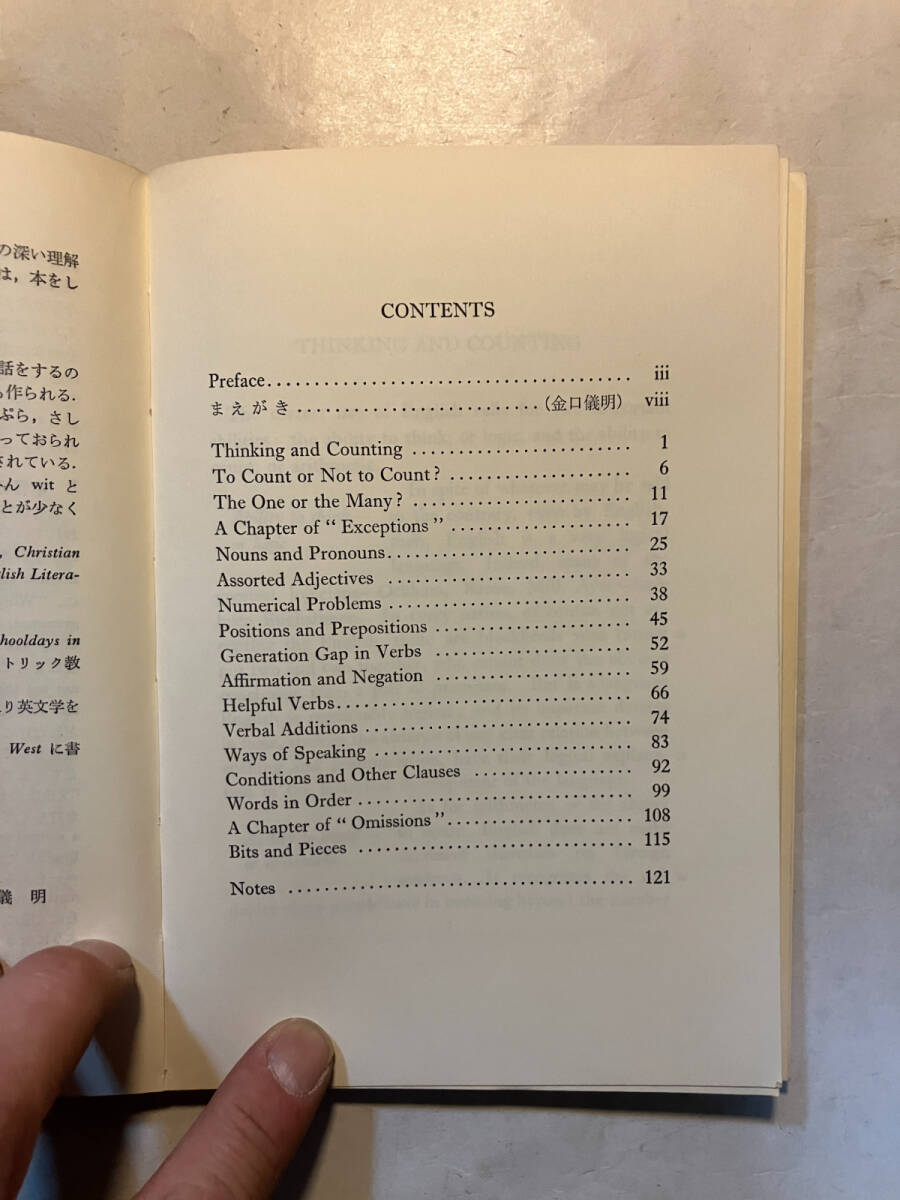 の深い理解
は，本をし
話をするの
作られる．
ぷら，さし
っておられ
されている．
wit と
とが少なく
, Christian
lish Litera-
hooldays in
トリック教
り英文学を
West に書
儀 明
CONTENTS
THINKING AND COUNTING
Preface........................................ iii
まえがき............................（金口儀明） viii
Thinking and Counting .......................... 1
To Count or Not to Count? ...................... 6
The One or the Many? ........................... 11
A Chapter of “ Exceptions ” ..................... 17
Nouns and Pronouns............................. 25
Assorted Adjectives ............................ 33
Numerical Problems ............................. 38
Positions and Prepositions ........................ 45
Generation Gap in Verbs ........................ 52
Affirmation and Negation ........................ 59
Helpful Verbs................................... 66
Verbal Additions ................................ 74
Ways of Speaking ............................... 83
Conditions and Other Clauses .................... 92
Words in Order ................................. 99
A Chapter of “ Omissions ”....................... 108
Bits and Pieces ................................. 115
Notes ......................................... 121